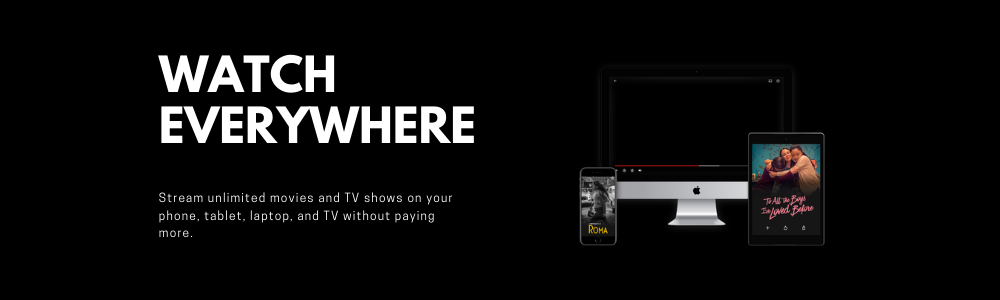 WATCH
EVERYWHERE
Stream unlimited movies and TV shows on your
phone, tablet, laptop, and TV without paying
more.
ROMA
To All The Boys
I've Loved Before